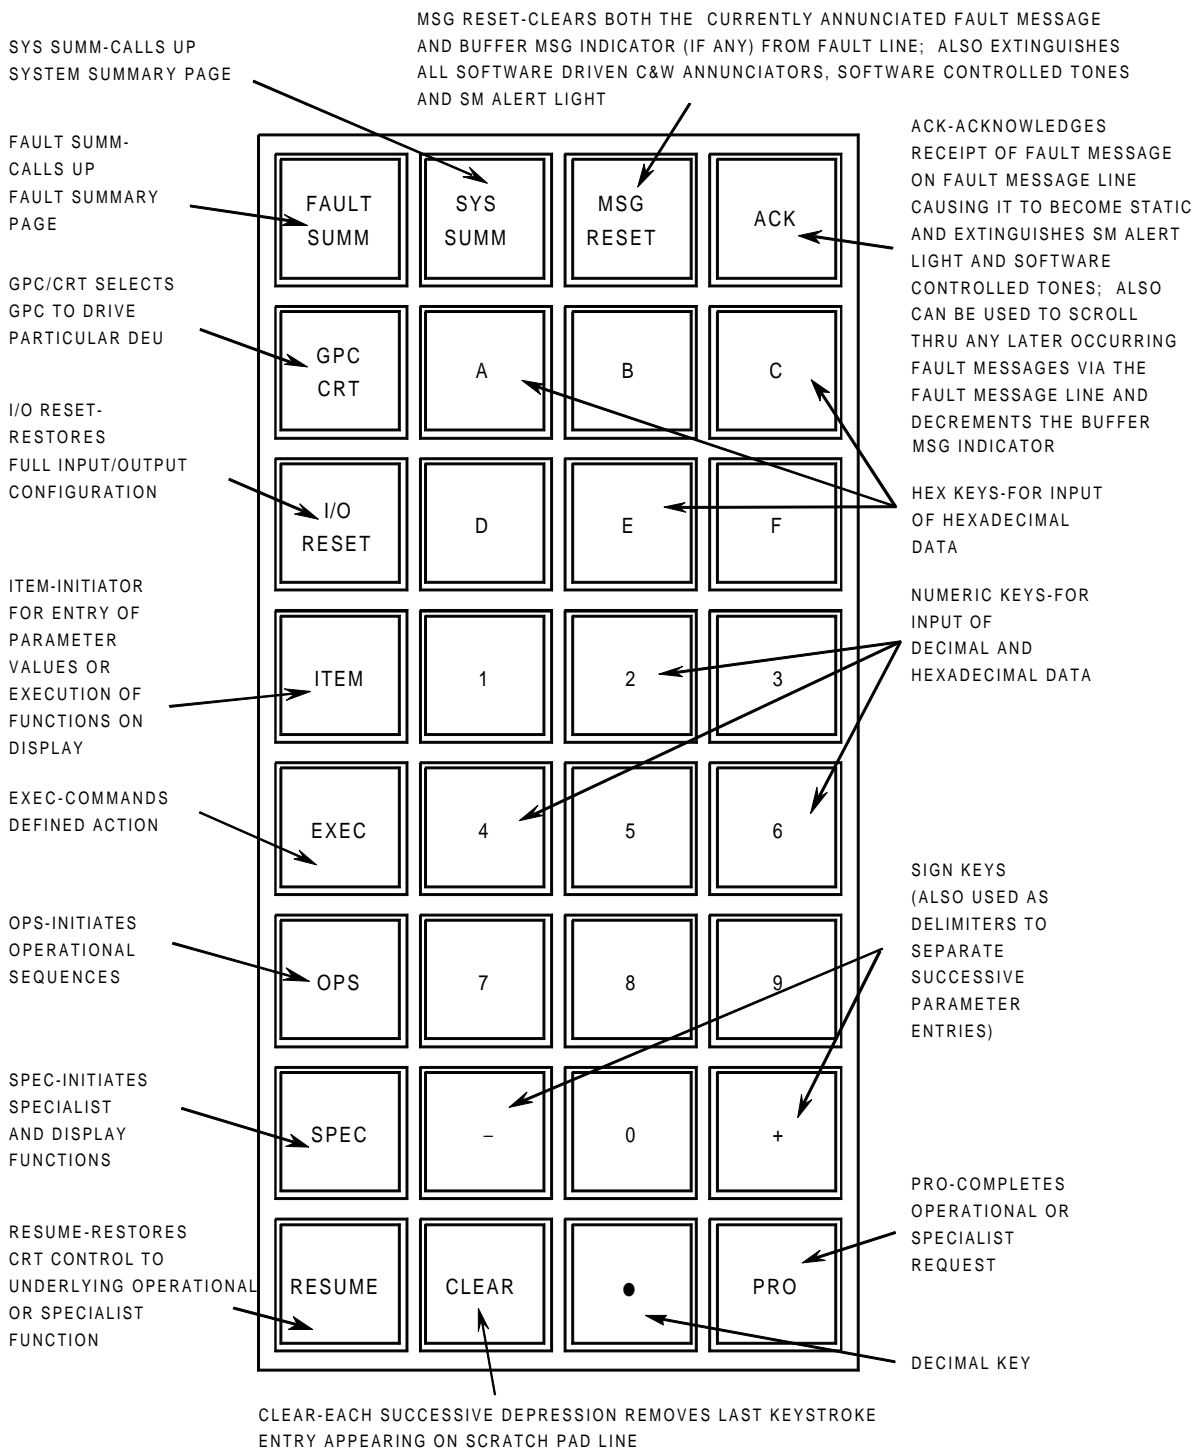 MSG RESET-CLEARS BOTH THE CURRENTLY ANNUNCIATED FAULT MESSAGE
AND BUFFER MSG INDICATOR (IF ANY) FROM FAULT LINE; ALSO EXTINGUISHES
ALL SOFTWARE DRIVEN C&W ANNUNCIATORS, SOFTWARE CONTROLLED TONES
AND SM ALERT LIGHT
SYS SUMM-CALLS UP
SYSTEM SUMMARY PAGE
FAULT SUMM-
CALLS UP
FAULT SUMMARY
PAGE
GPC/CRT SELECTS
GPC TO DRIVE
PARTICULAR DEU
I/O RESET-
RESTORES
FULL INPUT/OUTPUT
CONFIGURATION
ITEM-INITIATOR
FOR ENTRY OF
PARAMETER
VALUES OR
EXECUTION OF
FUNCTIONS ON
DISPLAY
EXEC-COMMANDS
DEFINED ACTION
OPS-INITIATES
OPERATIONAL
SEQUENCES
SPEC-INITIATES
SPECIALIST
AND DISPLAY
FUNCTIONS
RESUME-RESTORES
CRT CONTROL TO
UNDERLYING OPERATIONAL
OR SPECIALIST
FUNCTION
FAULT
SUMM
SYS
SUMM
MSG
RESET
ACK
GPC
CRT
A
B
C
I/O
RESET
D
E
F
ITEM
1
2
3
EXEC
4
5
6
OPS
7
8
9
SPEC
–
0
+
RESUME
CLEAR
●
PRO
ACK-ACKNOWLEDGES
RECEIPT OF FAULT MESSAGE
ON FAULT MESSAGE LINE
CAUSING IT TO BECOME STATIC
AND EXTINGUISHES SM ALERT
LIGHT AND SOFTWARE
CONTROLLED TONES; ALSO
CAN BE USED TO SCROLL
THRU ANY LATER OCCURRING
FAULT MESSAGES VIA THE
FAULT MESSAGE LINE AND
DECREMENTS THE BUFFER
MSG INDICATOR
HEX KEYS-FOR INPUT
OF HEXADECIMAL
DATA
NUMERIC KEYS-FOR
INPUT OF
DECIMAL AND
HEXADECIMAL DATA
SIGN KEYS
(ALSO USED AS
DELIMITERS TO
SEPARATE
SUCCESSIVE
PARAMETER
ENTRIES)
PRO-COMPLETES
OPERATIONAL OR
SPECIALIST
REQUEST
DECIMAL KEY
CLEAR-EACH SUCCESSIVE DEPRESSION REMOVES LAST KEYSTROKE
ENTRY APPEARING ON SCRATCH PAD LINE